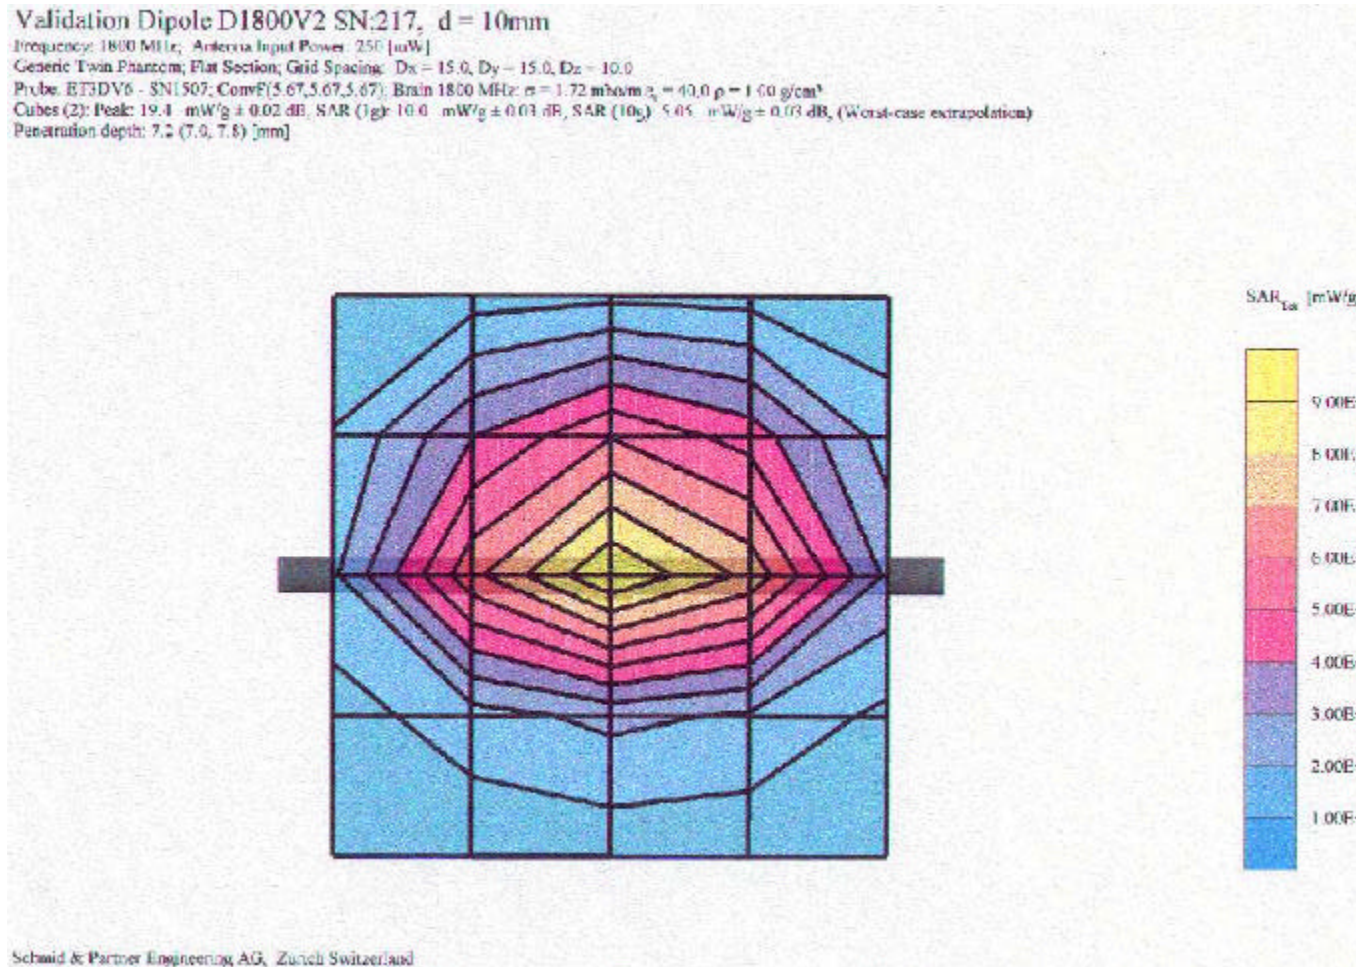 Validation Dipole D1800V2 SN:217, d = 10mm
Frequency: 1800 MHz; Antenna Input Power: 250 [mW]
Generic Twin Phantom; Flat Section; Grid Spacing: Dx = 15.0, Dy = 15.0, Dz = 10.0
Probe: ET3DV6 - SN1507; ConvF(5.67,5.67,5.67); Brain 1800 MHz: σ = 1.72 mho/m εr = 40.0 ρ = 1.00 g/cm³
Cubes (2): Peak: 19.4 mW/g ± 0.02 dB, SAR (1g): 10.0 mW/g ± 0.03 dB, SAR (10g): 5.05 mW/g ± 0.03 dB, (Worst-case extrapolation)
Penetration depth: 7.2 (7.0, 7.8) [mm]
SAR [mW/g
9.00E
8.00E
7.00E
6.00E
5.00E
4.00E
3.00E
2.00E
1.00E
Schmid & Partner Engineering AG, Zurich Switzerland